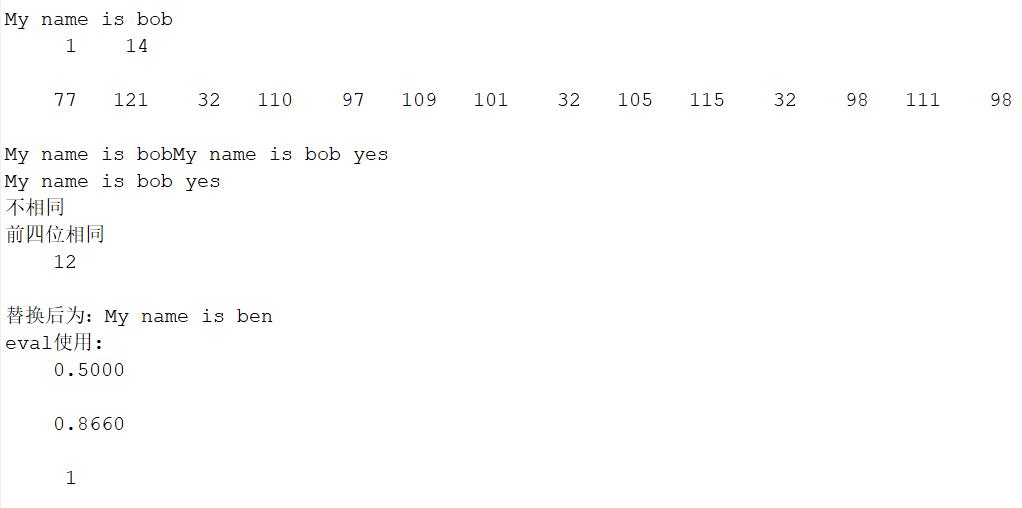 My name is bob
1 14
77 121 32 110 97 109 101 32 105 115 32 98 111 98
My name is bobMy name is bob yes
My name is bob yes
不相同
前四位相同
12
替换后为：My name is ben
eval使用：
0.5000
0.8660
1